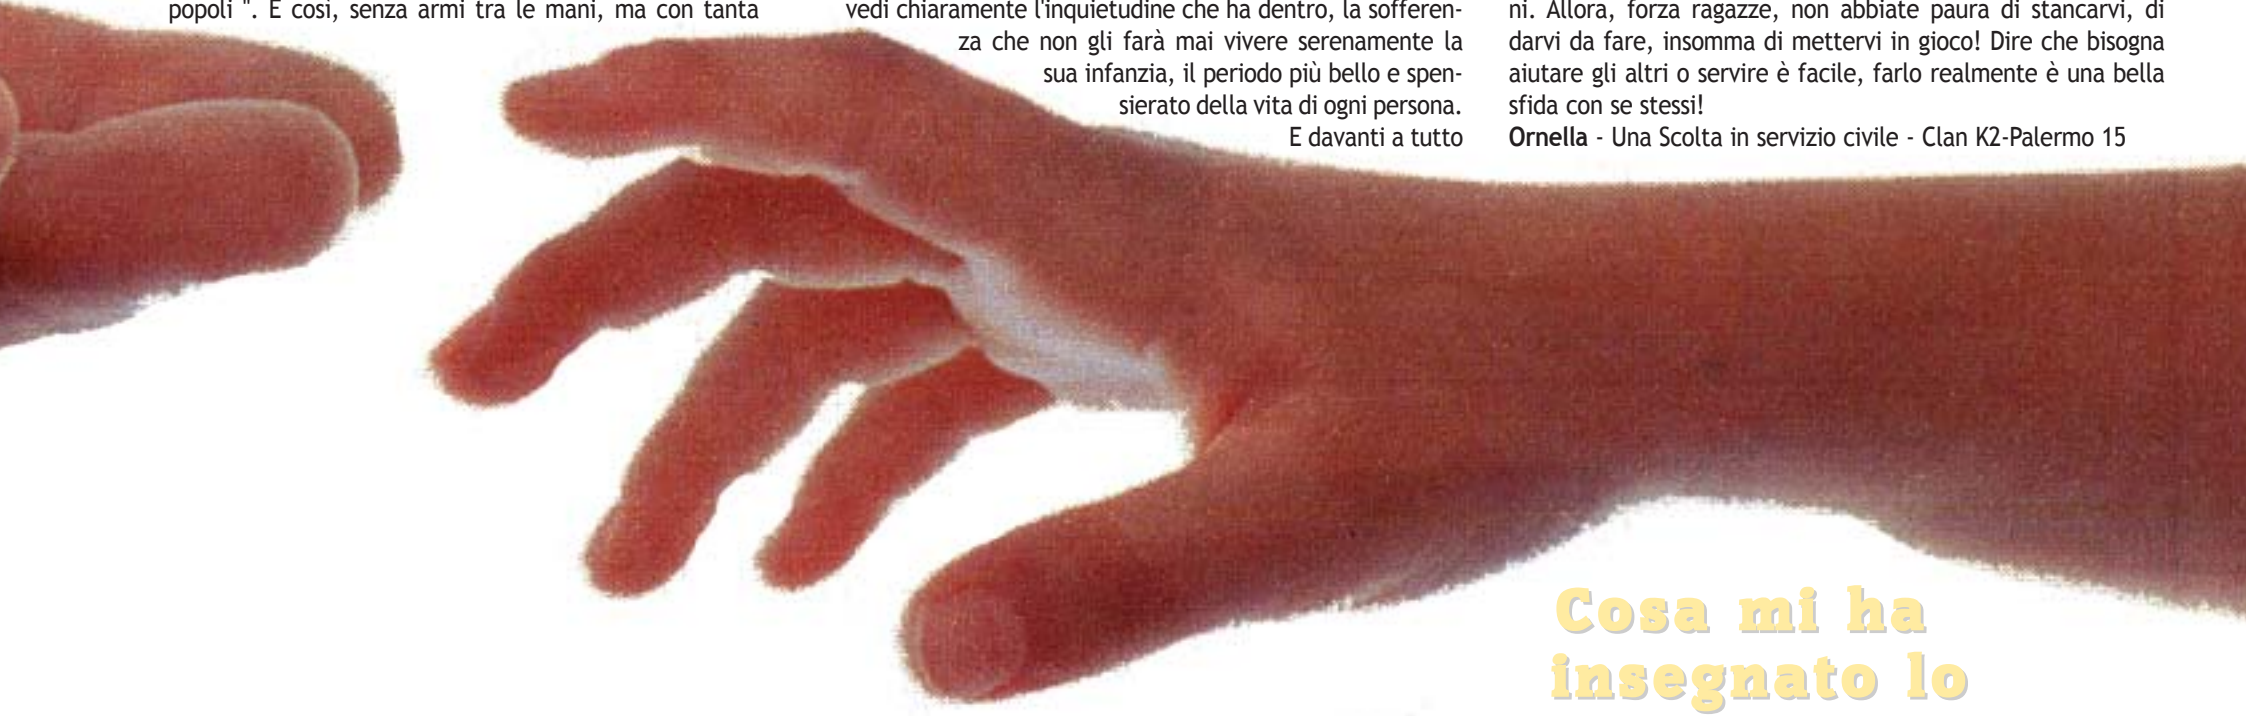 popoli ". E così, senza armi tra le mani, ma con tanta
vedi chiaramente l'inquietudine che ha dentro, la sofferen-
za che non gli farà mai vivere serenamente la
sua infanzia, il periodo più bello e spen-
sierato della vita di ogni persona.
E davanti a tutto
ni. Allora, forza ragazze, non abbiate paura di stancarvi, di
darvi da fare, insomma di mettervi in gioco! Dire che bisogna
aiutare gli altri o servire è facile, farlo realmente è una bella
sfida con se stessi!
Ornella - Una Scolta in servizio civile - Clan K2-Palermo 15
Cosa mi ha
insegnato lo